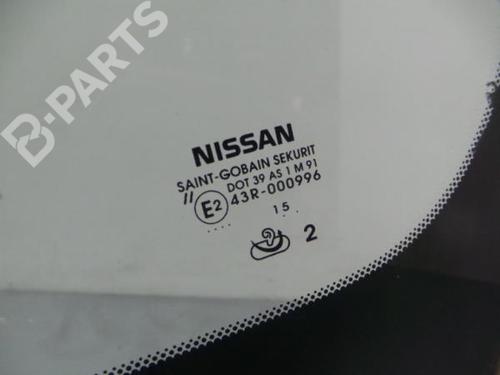 B-PARTS
NISSAN
SAINT-GOBAIN SEKURIT
DOT 39 AS 1 M 91
// E2 43R-000996
.. 15 ....
2